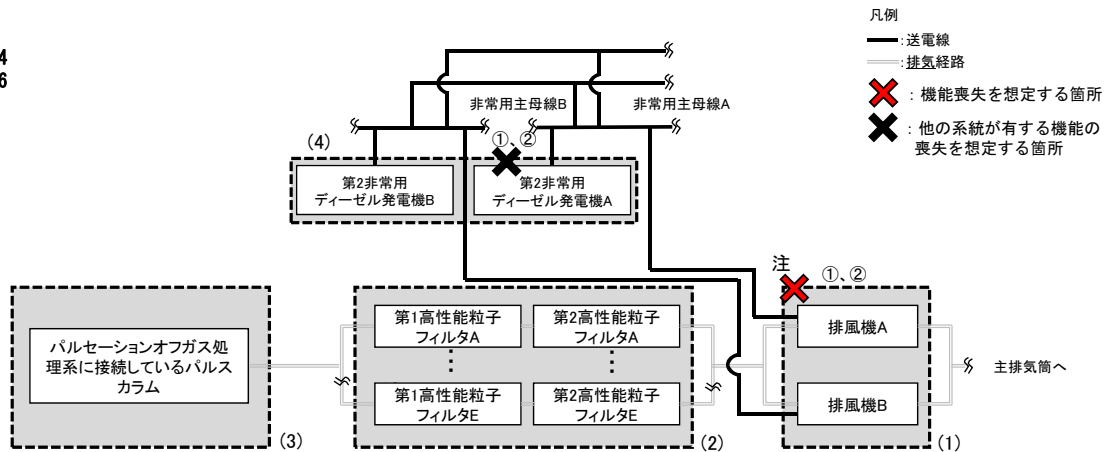 4
6
凡例
:送電線
:排気経路
:機能喪失を想定する箇所
:他の系統が有する機能の
喪失を想定する箇所
非常用主母線B
非常用主母線A
(4)
①、②
第2非常用
ディーゼル発電機B
第2非常用
ディーゼル発電機A
注
①、②
パルセーションオフガス処
理系に接続しているパルス
カラム
(3)
第1高性能粒子
フィルタA
第2高性能粒子
フィルタA
第1高性能粒子
フィルタE
第2高性能粒子
フィルタE
(2)
排風機A
排風機B
(1)
主排気筒へ